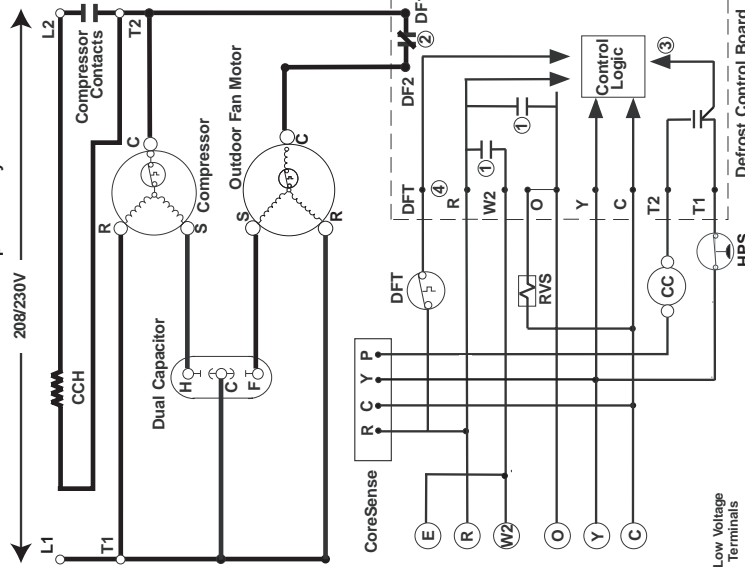 208/230V
L1
CCH
L2
Compressor
Contacts
T1
T2
R
C
S
Compressor
Dual Capacitor
H
C
F
Outdoor Fan Motor
S
C
R
DF2
DF1
2
CoreSense
R
C
Y
P
DFT
DFT
4
E
R
R
1
W2
W2
1
O
RVS
O
Control
Logic
Y
Y
C
C
3
CC
T2
HPS
T1
Low Voltage
Terminals
Defrost Control Board